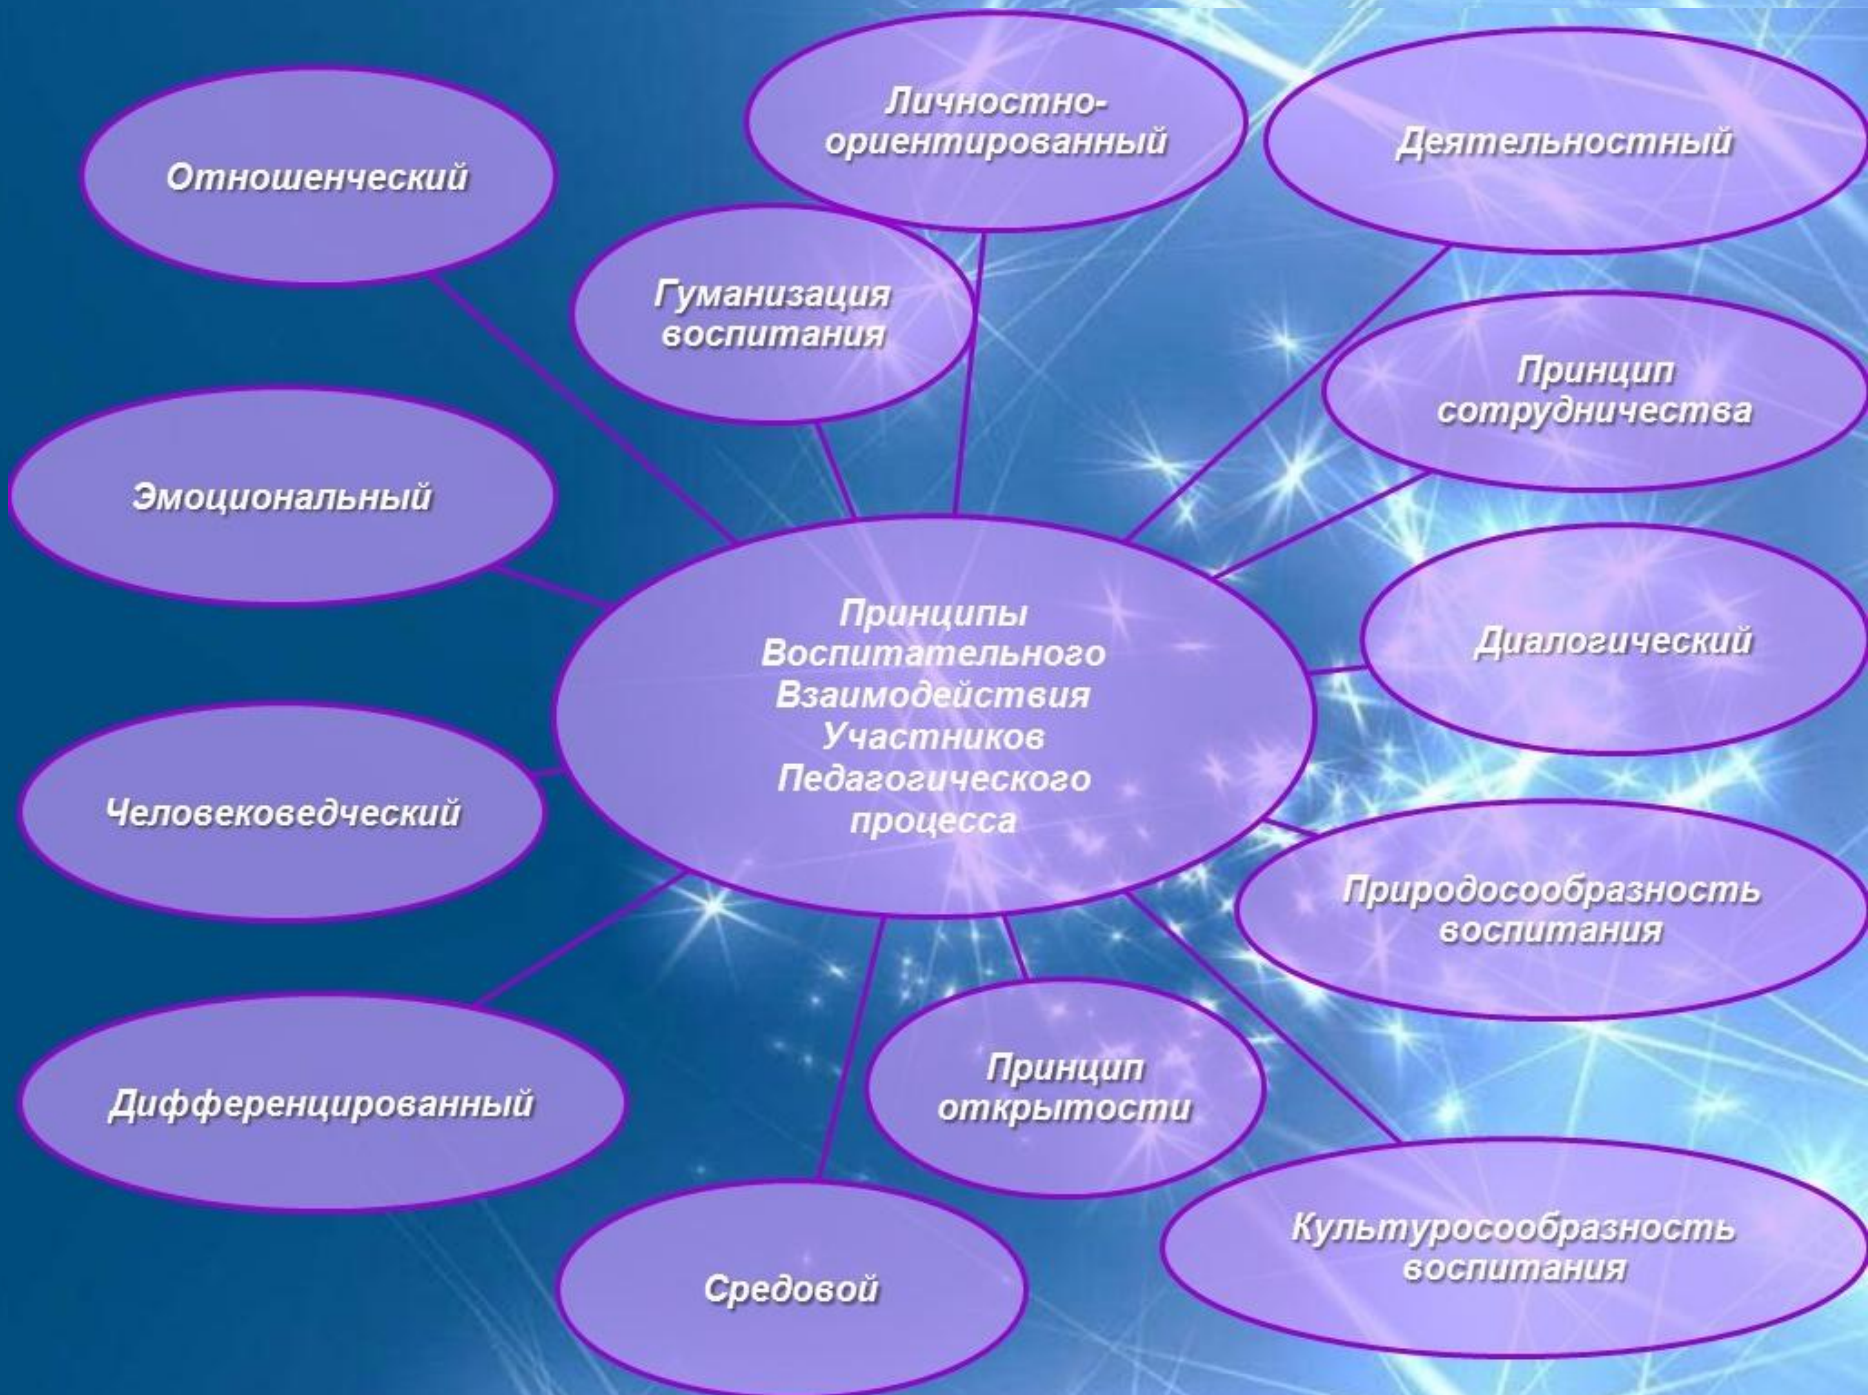 Личностно-
ориентированный
Деятельностный
Отношенческий
Гуманизация
воспитания
Принцип
сотрудничества
Эмоциональный
Принципы
Воспитательного
Взаимодействия
Участников
Педагогического
процесса
Диалогический
Человековедческий
Природосообразность
воспитания
Дифференцированный
Принцип
открытости
Культуросообразность
воспитания
Средовой